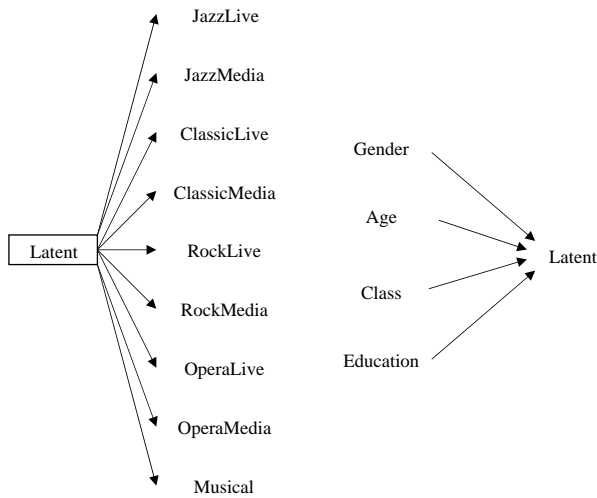 JazzLive
JazzMedia
ClassicLive
ClassicMedia
Latent
RockLive
RockMedia
OperaLive
OperaMedia
Musical
Gender
Age
Class
Education
Latent